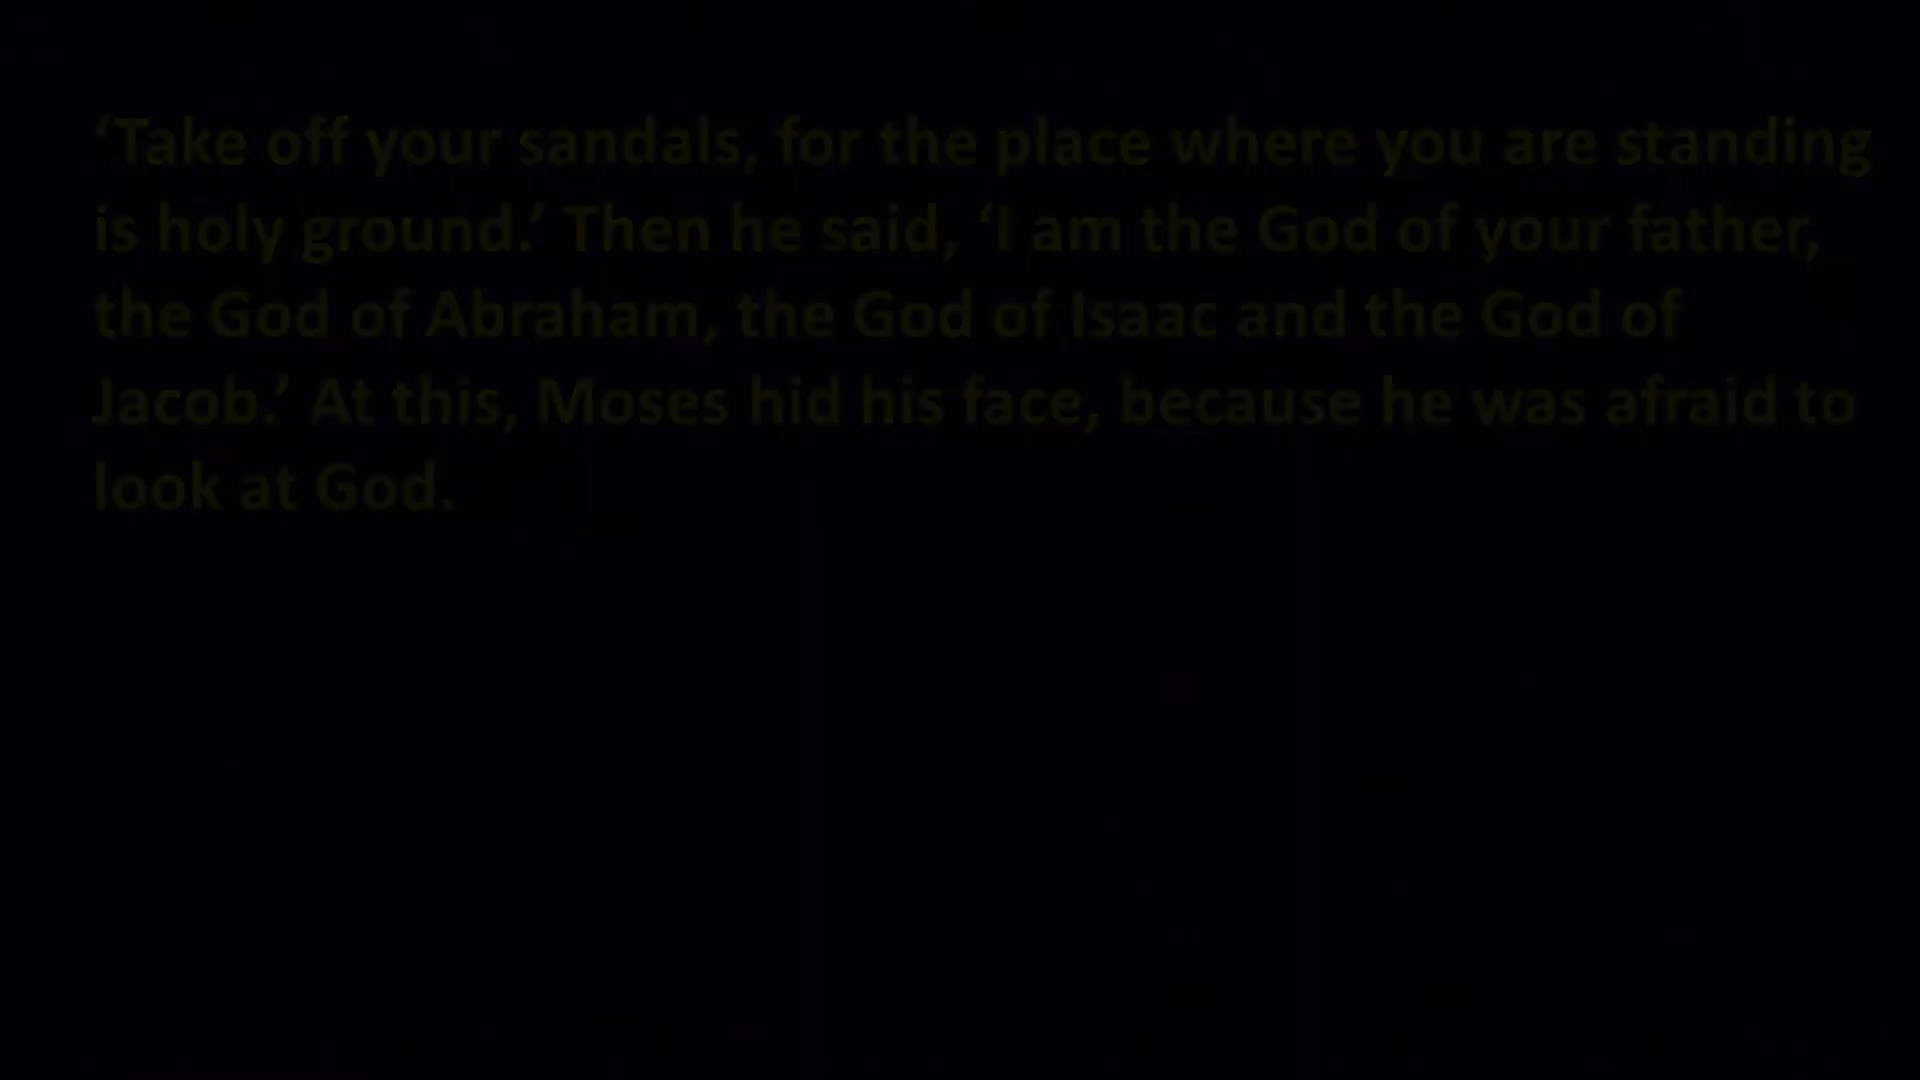 ‘Take off your sandals, for the place where you are standing
is holy ground.’ Then he said, ‘I am the God of your father,
the God of Abraham, the God of Isaac and the God of
Jacob.’ At this, Moses hid his face, because he was afraid to
look at God.